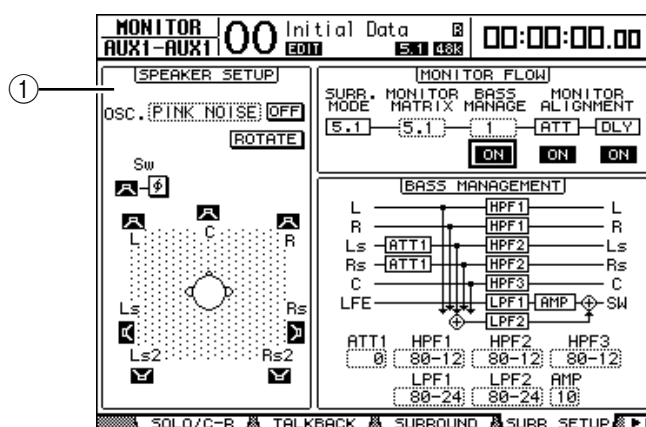 MONITOR
AUX1-AUX1
00
Initial Data
EDIT
5.1 48K
00:00:00.00
1
SPEAKER SETUP
OSC. PINK NOISE OFF
ROTATE
Sw
L C R
Ls Rs
Ls2 Rs2
MONITOR FLOW
SURR. MODE
MONITOR MATRIX
BASS MANAGE
MONITOR ALIGNMENT
5.1 5.1 1 ATT DLY
ON ON ON
BASS MANAGEMENT
L HPF1 L
R HPF1 R
Ls ATT1 HPF2 Ls
Rs ATT1 HPF2 Rs
C HPF3 C
LFE LPF1 AMP SW
LPF2
ATT1 HPF1 HPF2 HPF3
0 80-12 80-12 80-12
LPF1 LPF2 AMP
80-24 80-24 10
SOLO/C-R TALKBACK SURROUND SURR SETUP